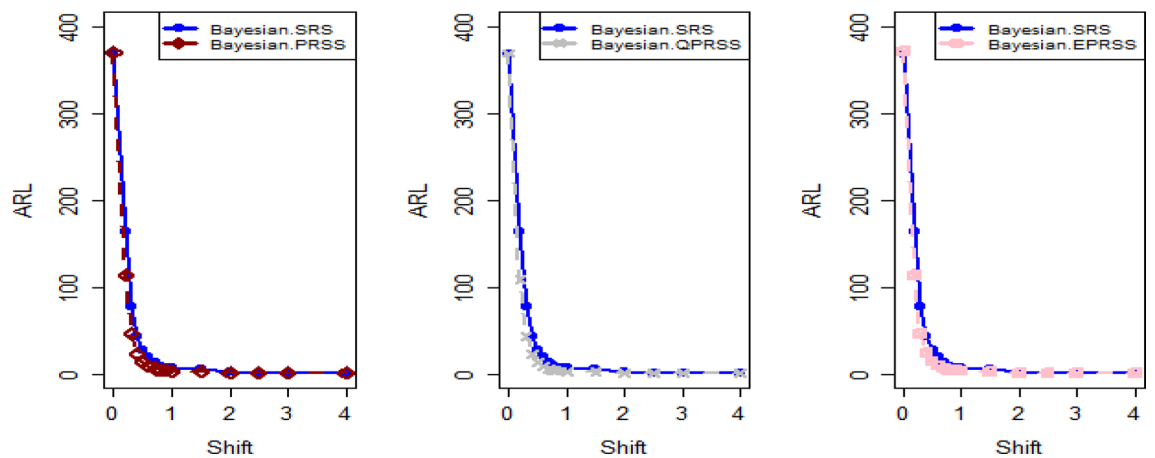 Bayesian.SRS
Bayesian.PRSS
ARL
0 100 200 300 400
0 1 2 3 4
Shift
Bayesian.SRS
Bayesian.QPRSS
ARL
0 100 200 300 400
0 1 2 3 4
Shift
Bayesian.SRS
Bayesian.EPRSS
ARL
0 100 200 300 400
0 1 2 3 4
Shift